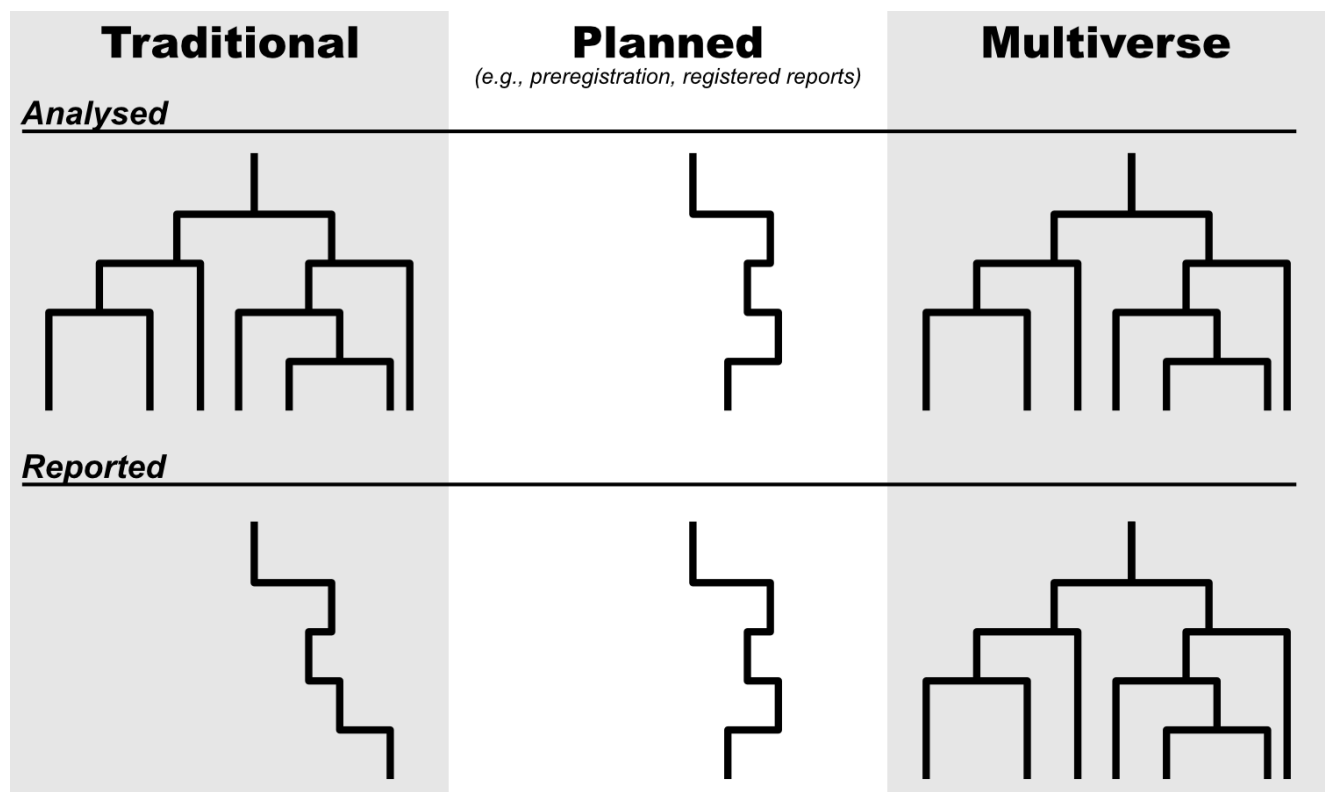 Traditional
Planned
Multiverse
(e.g., preregistration, registered reports)
Analysed
Reported